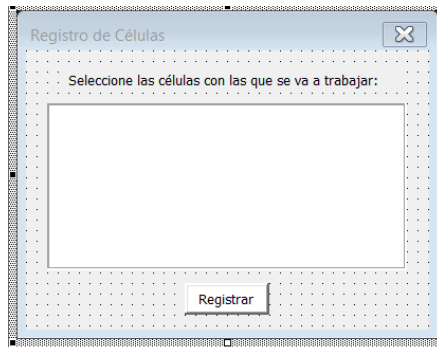 Registro de Células
Seleccione las células con las que se va a trabajar:
Registrar